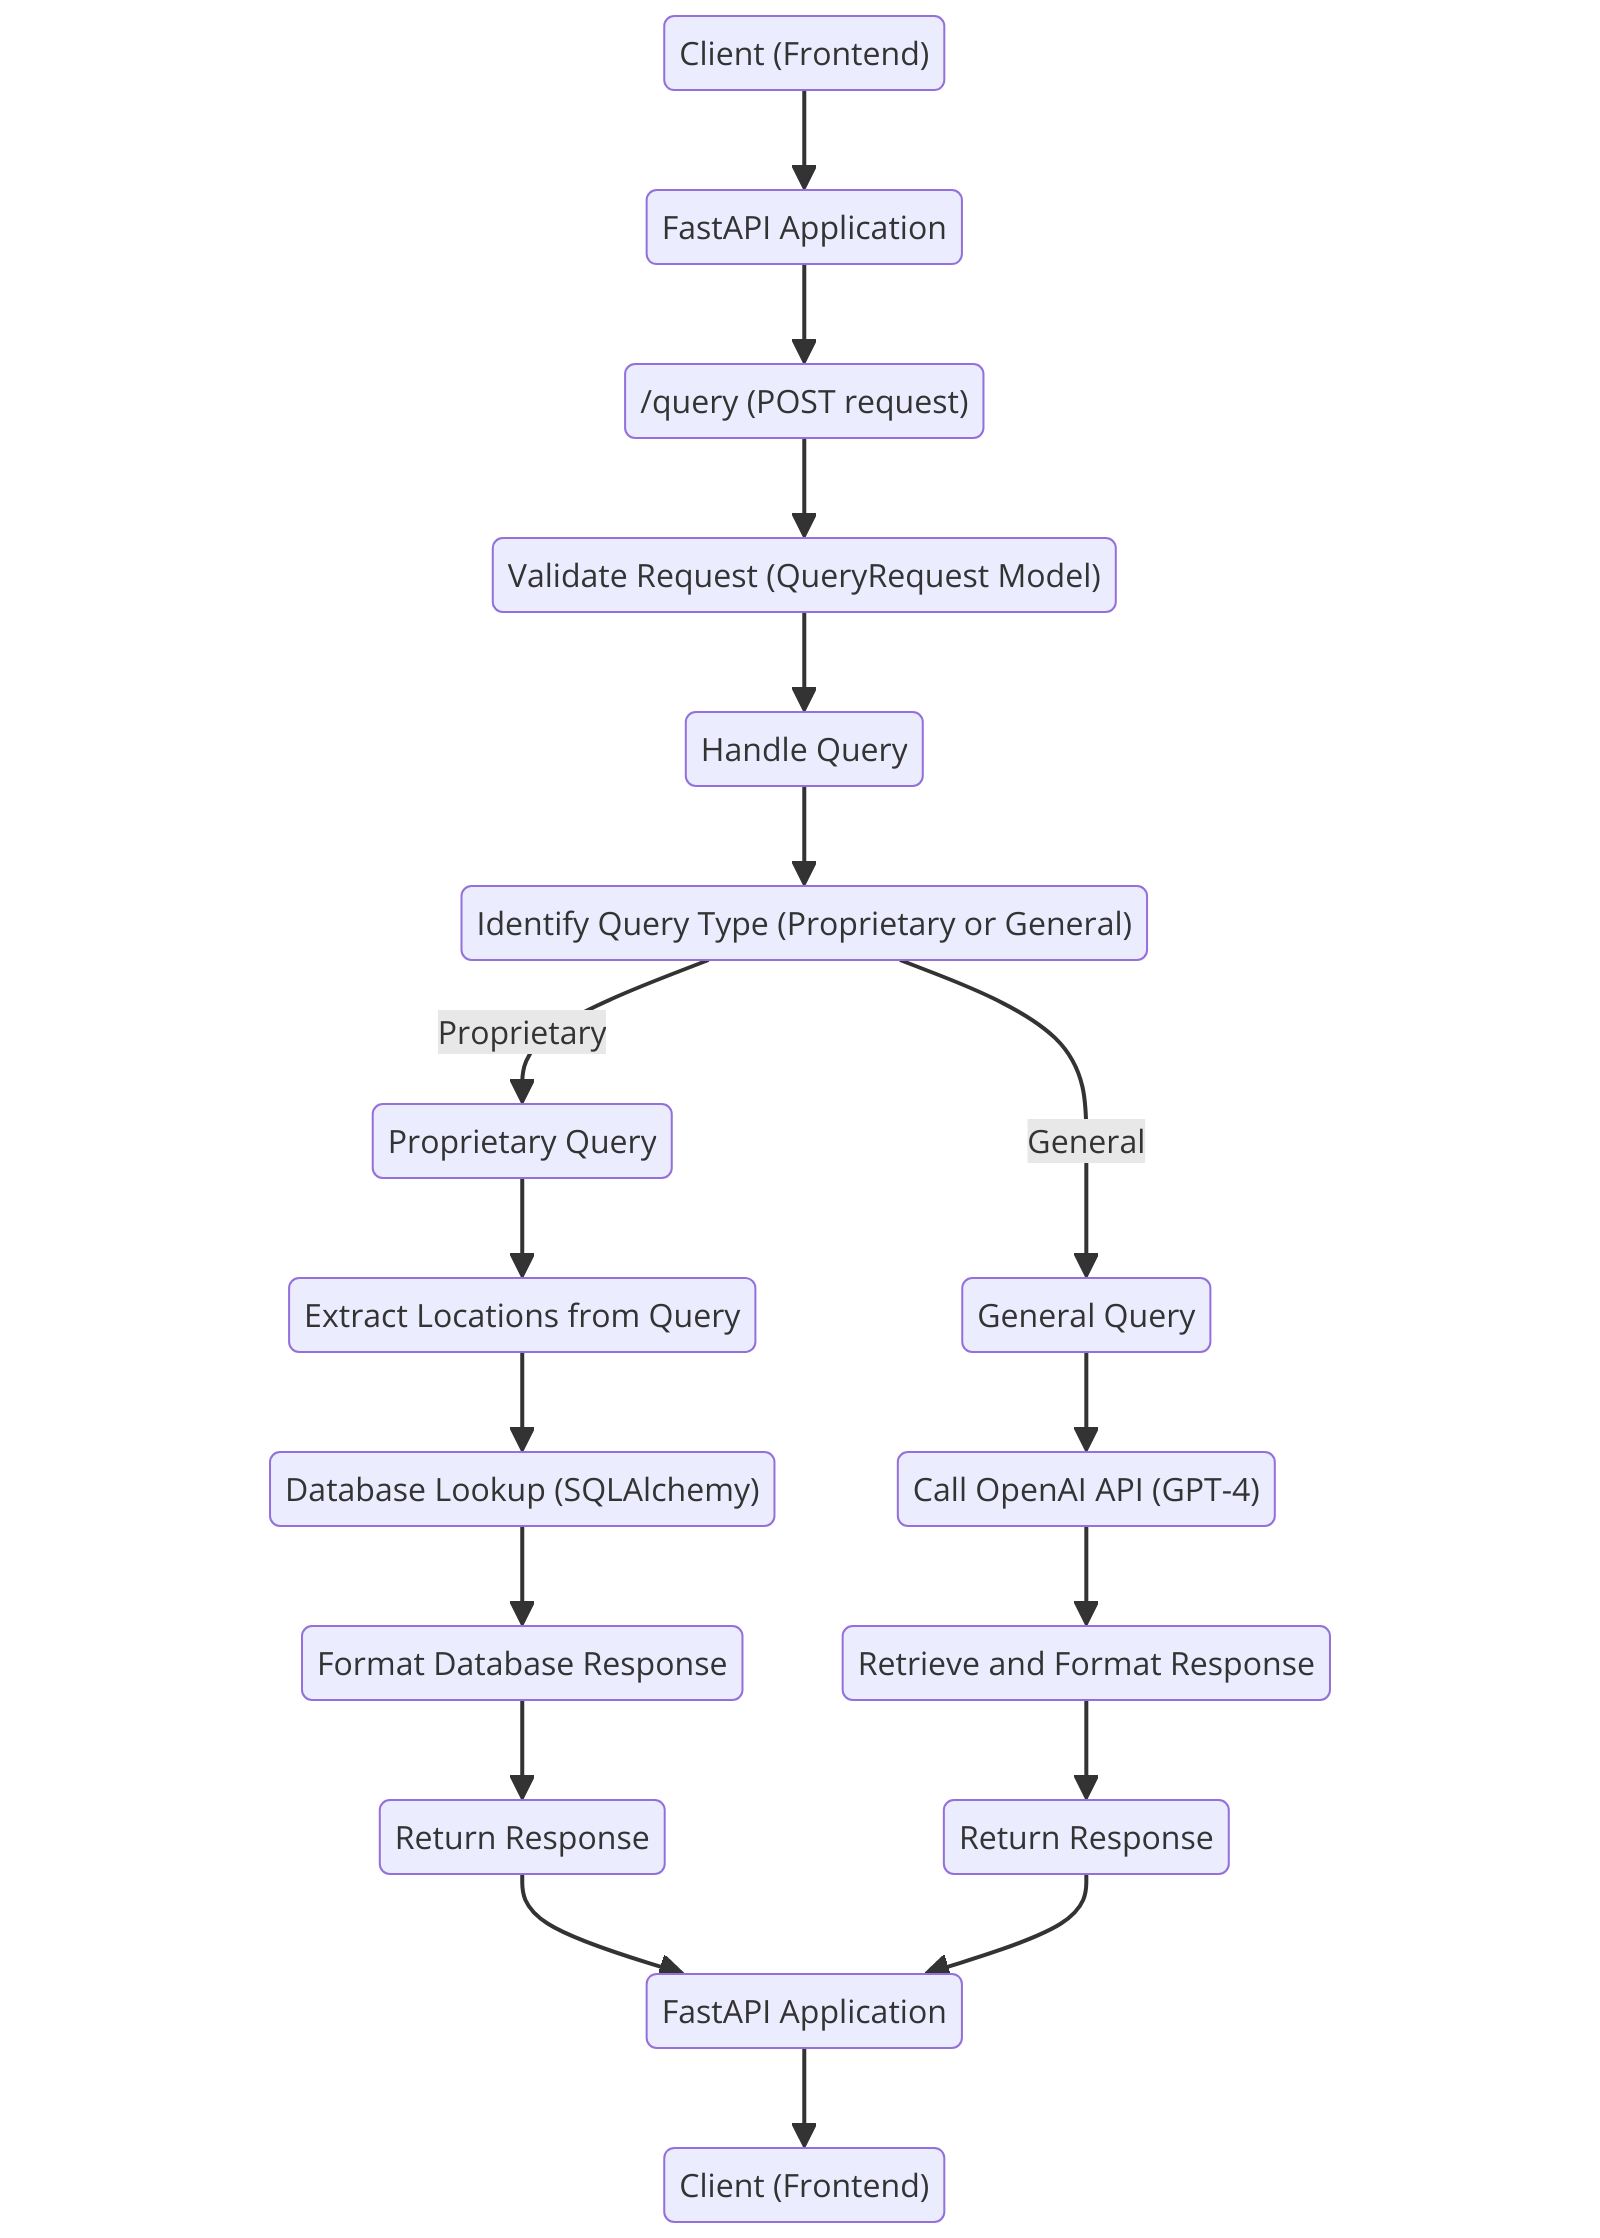 Client (Frontend)
FastAPI Application
/query (POST request)
Validate Request (QueryRequest Model)
Handle Query
Identify Query Type (Proprietary or General)
Proprietary
Proprietary Query
General
Extract Locations from Query
General Query
Database Lookup (SQLAlchemy)
Call OpenAI API (GPT-4)
Format Database Response
Retrieve and Format Response
Return Response
Return Response
FastAPI Application
Client (Frontend)